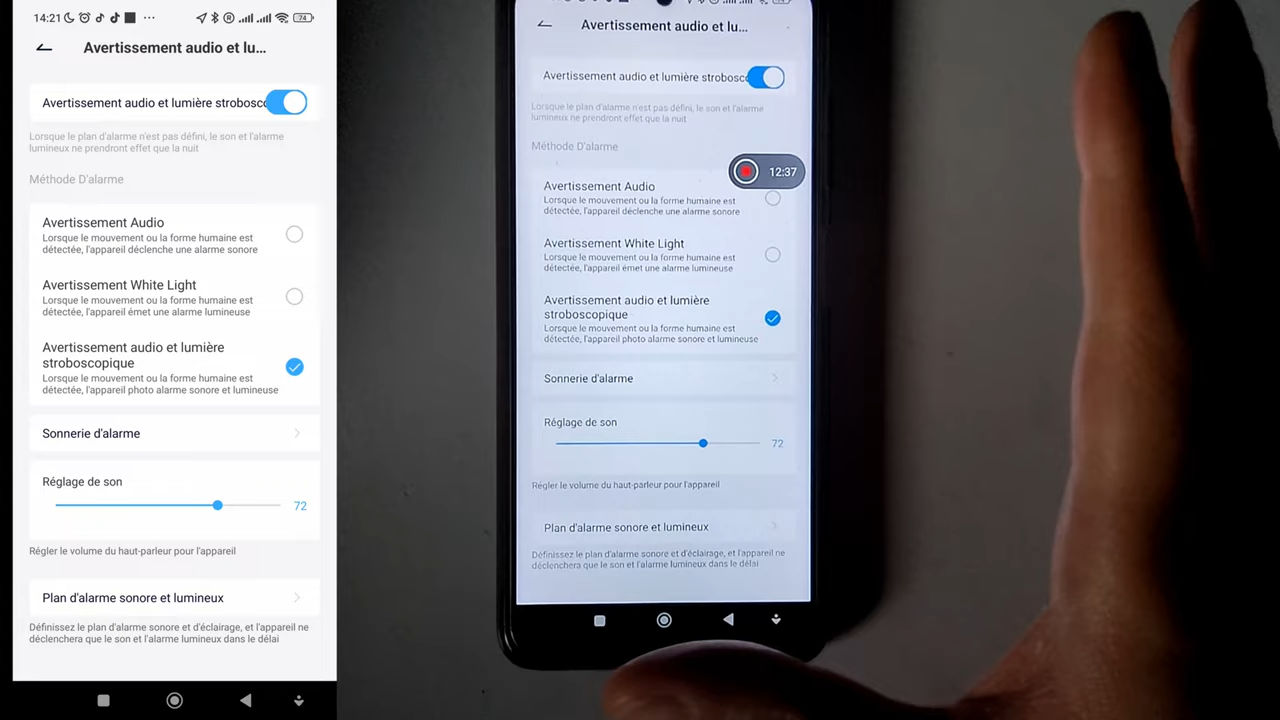 14:21
74
Avertissement audio et lu...
Avertissement audio et lumière strobosc
Lorsque le plan d'alarme n'est pas défini, le son et l'alarme
lumineux ne prendront effet que la nuit
Méthode D'alarme
Avertissement Audio
Lorsque le mouvement ou la forme humaine est
détectée, l'appareil déclenche une alarme sonore
Avertissement White Light
Lorsque le mouvement ou la forme humaine est
détectée, l'appareil émet une alarme lumineuse
Avertissement audio et lumière
stroboscopique
Lorsque le mouvement ou la forme humaine est
détectée, l'appareil photo alarme sonore et lumineuse
Sonnerie d'alarme
Réglage de son
72
Régler le volume du haut-parleur pour l'appareil
Plan d'alarme sonore et lumineux
Définissez le plan d'alarme sonore et d'éclairage, et l'appareil ne
déclenchera que le son et l'alarme lumineux dans le délai
Avertissement audio et lu...
Avertissement audio et lumière strobosc
Lorsque le plan d'alarme n'est pas défini, le son et l'alarme
lumineux ne prendront effet que la nuit
Méthode D'alarme
12:37
Avertissement Audio
Lorsque le mouvement ou la forme humaine est
détectée, l'appareil déclenche une alarme sonore
Avertissement White Light
Lorsque le mouvement ou la forme humaine est
détectée, l'appareil émet une alarme lumineuse
Avertissement audio et lumière
stroboscopique
Lorsque le mouvement ou la forme humaine est
détectée, l'appareil photo alarme sonore et lumineuse
Sonnerie d'alarme
Réglage de son
72
Régler le volume du haut-parleur pour l'appareil
Plan d'alarme sonore et lumineux
Définissez le plan d'alarme sonore et d'éclairage, et l'appareil ne
déclenchera que le son et l'alarme lumineux dans le délai